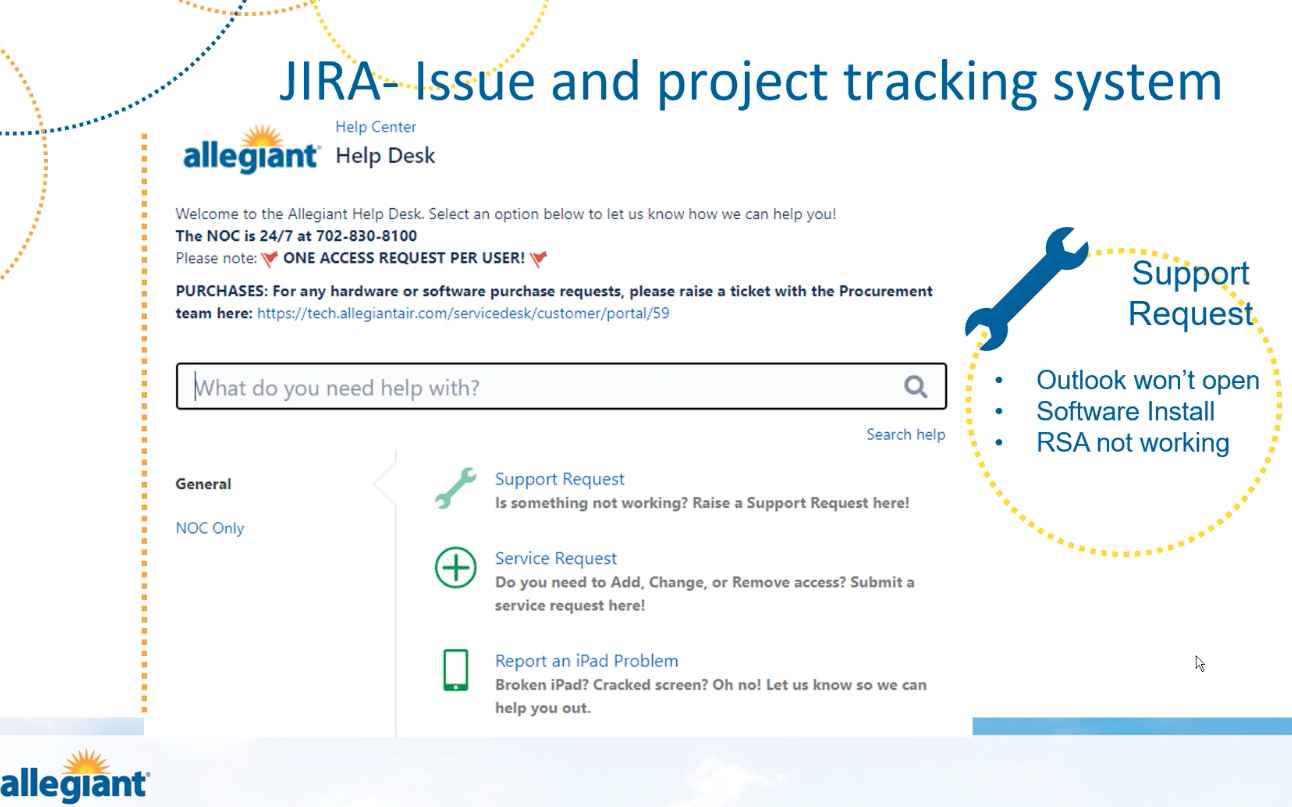 JIRA- Issue and project tracking system
allegiant
Help Center
Help Desk
Welcome to the Allegiant Help Desk. Select an option below to let us know how we can help you!
The NOC is 24/7 at 702-830-8100
Please note: ONE ACCESS REQUEST PER USER!
PURCHASES: For any hardware or software purchase requests, please raise a ticket with the Procurement
team here: https://tech.allegiantair.com/servicedesk/customer/portal/59
What do you need help with?
Search help
General
NOC Only
Support Request
Is something not working? Raise a Support Request here!
Service Request
Do you need to Add, Change, or Remove access? Submit a
service request here!
Report an iPad Problem
Broken iPad? Cracked screen? Oh no! Let us know so we can
help you out.
Support
Request
• Outlook won’t open
• Software Install
• RSA not working
allegiant